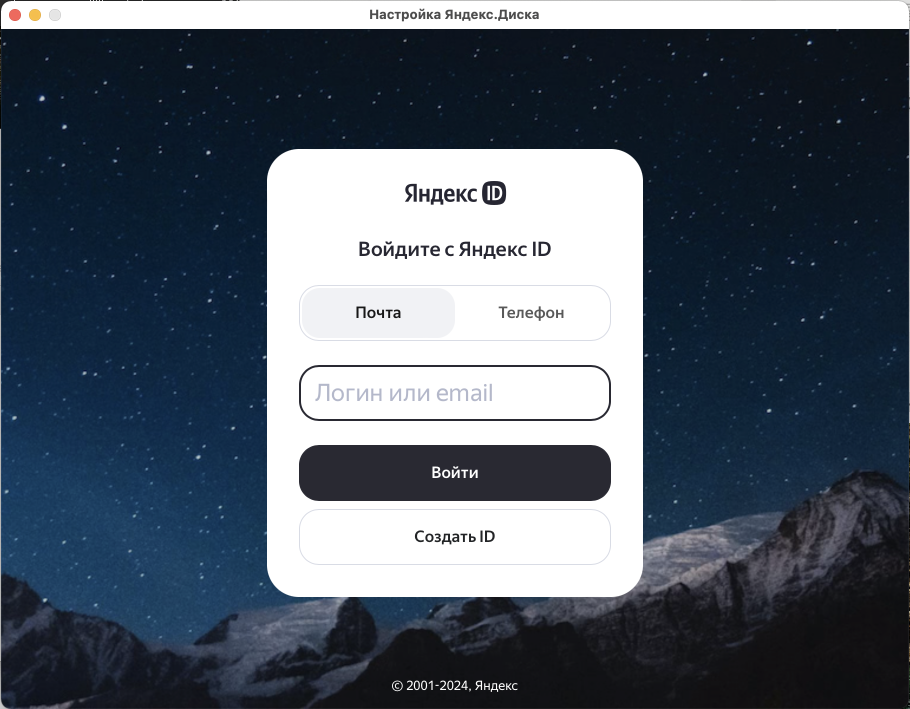 Настройка Яндекс.Диска
Яндекс ID
Войдите с Яндекс ID
Почта Телефон
Логин или email
Войти
Создать ID
© 2001-2024, Яндекс